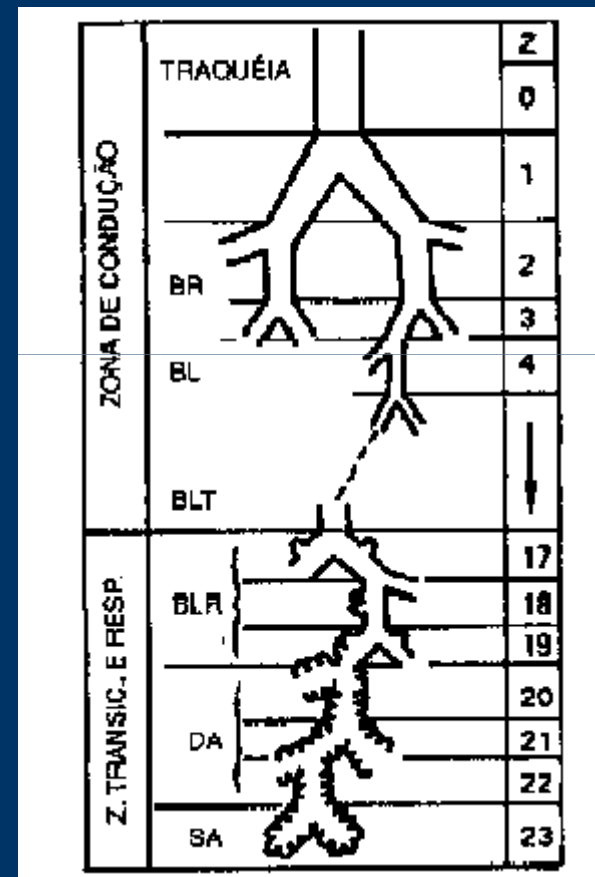 Z
TRAQUÉIA
0
ZONA DE CONDUÇÃO
1
BR
2
3
BL
4
BLT
Z. TRANSIC. E RESP.
17
BLR
18
19
20
DA
21
22
SA
23